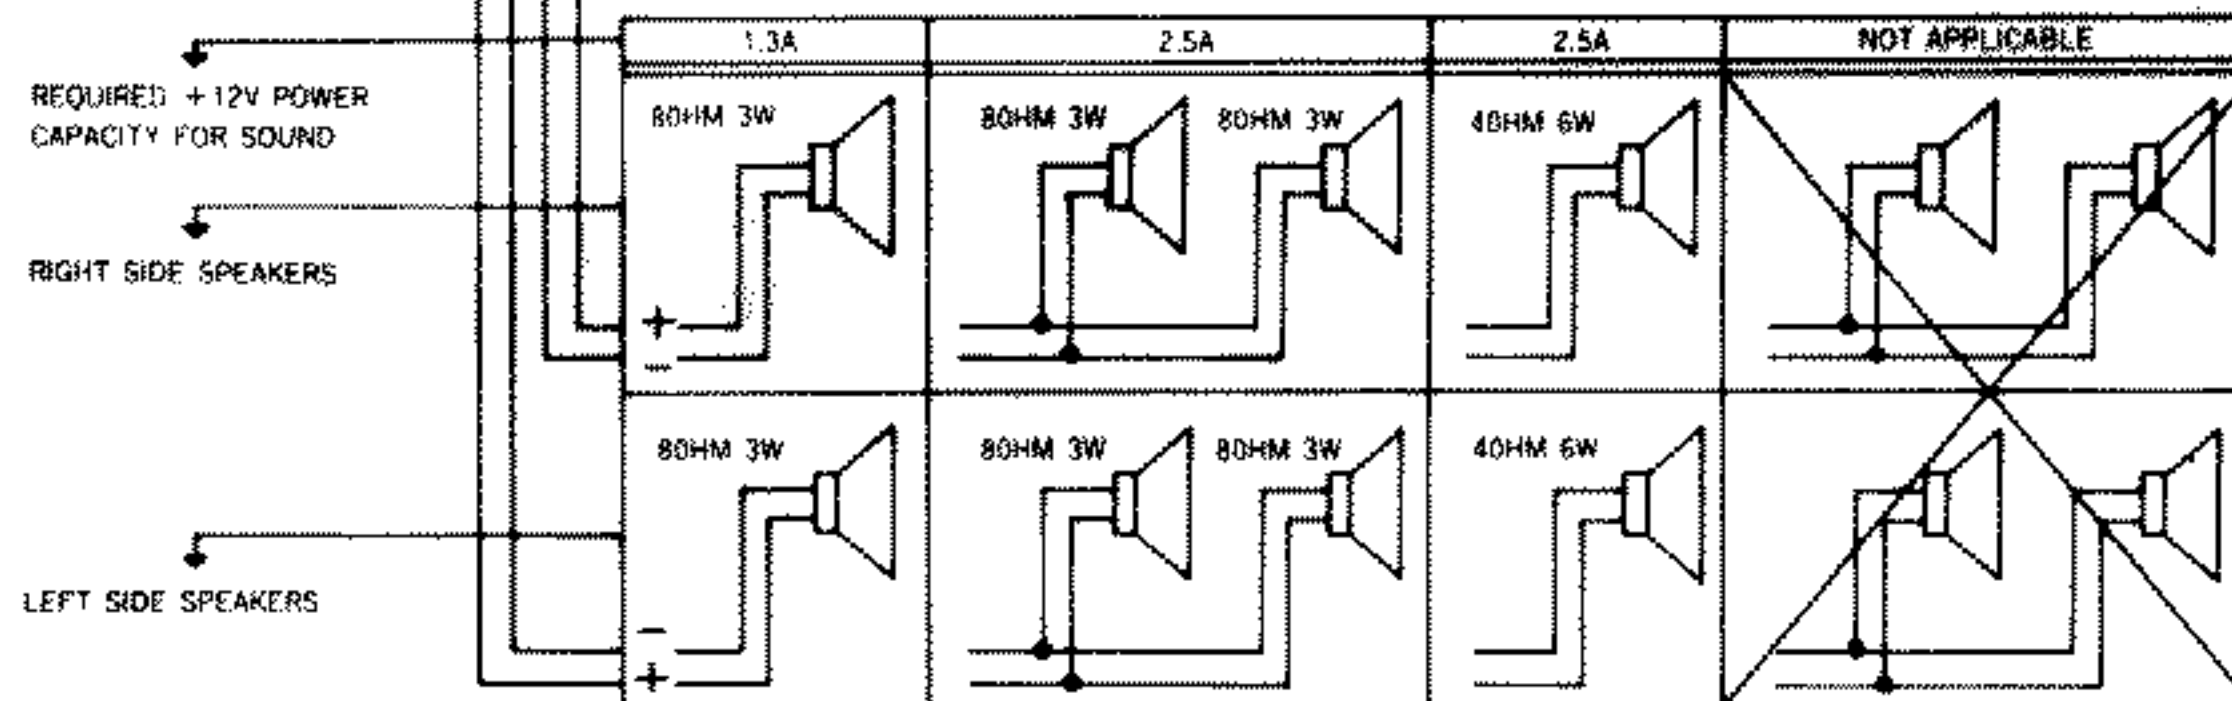 1.3A 2.5A 2.5A NOT APPLICABLE
REQUIRED +12V POWER
CAPACITY FOR SOUND
8OHM 3W 8OHM 3W 8OHM 3W 4OHM 6W
RIGHT SIDE SPEAKERS
+
−
8OHM 3W 8OHM 3W 8OHM 3W 4OHM 6W
LEFT SIDE SPEAKERS
−
+